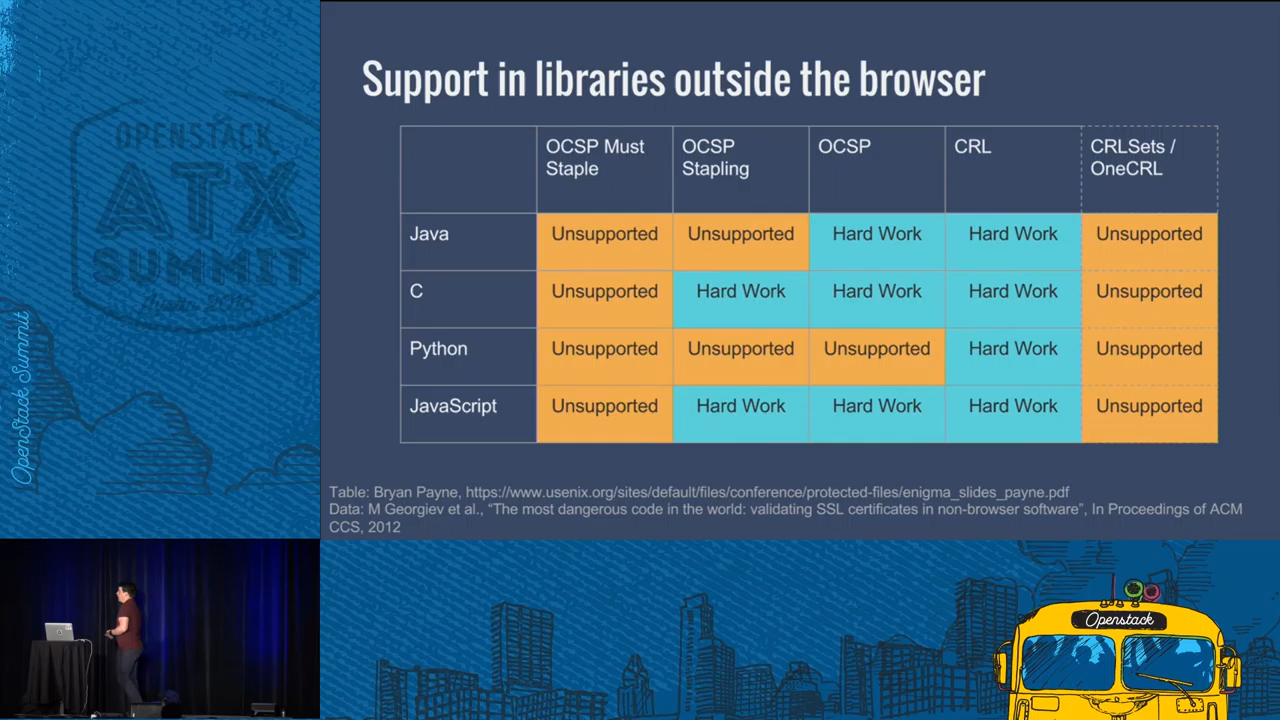 OPENSTACK
ATX
SUMMIT
Austin 2016
OpenStack Summit
Support in libraries outside the browser
OCSP Must Staple
OCSP Stapling
OCSP
CRL
CRLSets / OneCRL
Java
Unsupported
Unsupported
Hard Work
Hard Work
Unsupported
C
Unsupported
Hard Work
Hard Work
Hard Work
Unsupported
Python
Unsupported
Unsupported
Unsupported
Hard Work
Unsupported
JavaScript
Unsupported
Hard Work
Hard Work
Hard Work
Unsupported
Table: Bryan Payne, https://www.usenix.org/sites/default/files/conference/protected-files/enigma_slides_payne.pdf
Data: M Georgiev et al., “The most dangerous code in the world: validating SSL certificates in non-browser software”, In Proceedings of ACM
CCS, 2012
Openstack